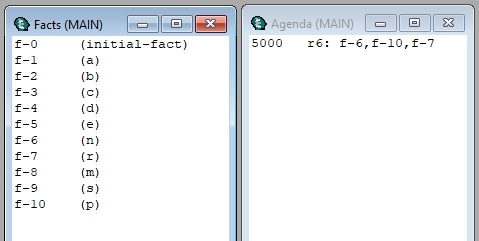 Facts (MAIN)
f-0 (initial-fact)
f-1 (a)
f-2 (b)
f-3 (c)
f-4 (d)
f-5 (e)
f-6 (n)
f-7 (r)
f-8 (m)
f-9 (s)
f-10 (p)
Agenda (MAIN)
5000 r6: f-6,f-10,f-7